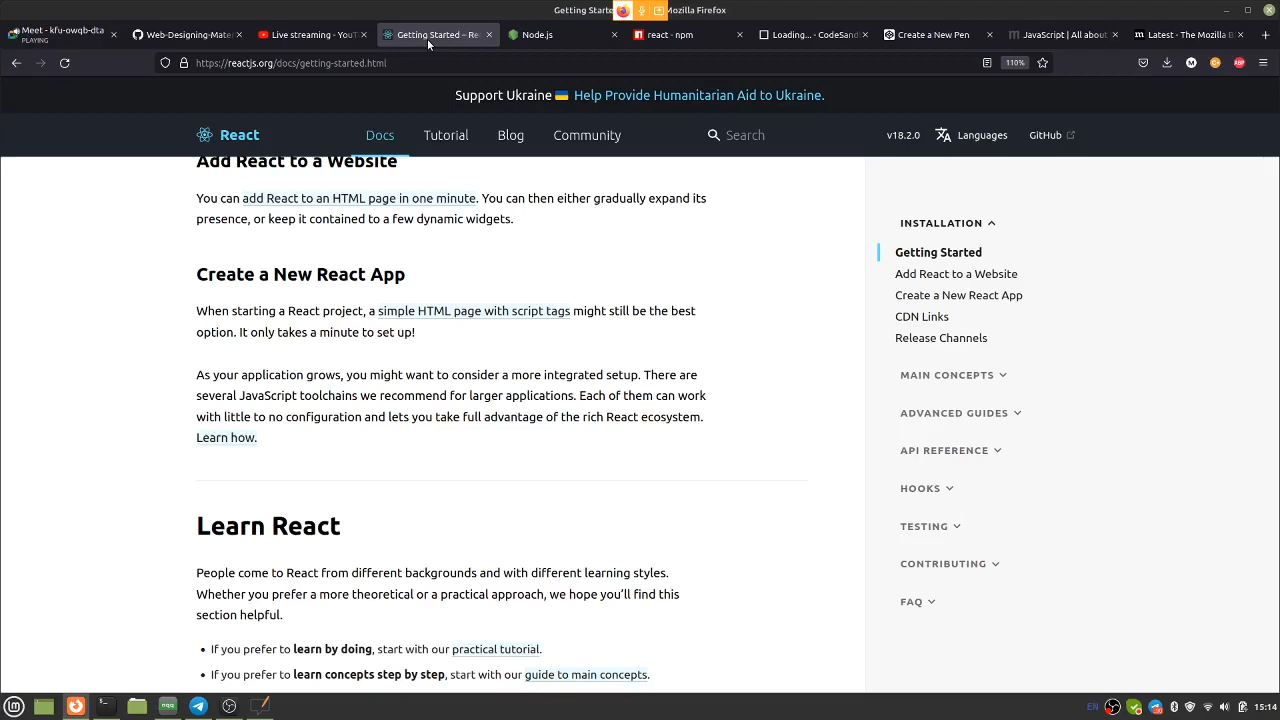 Getting Starte
Mozilla Firefox
Meet - kfu-owqb-dta
PLAYING
Web-Designing-Mater
Live streaming - YouT
Getting Started – Re
Node.js
react - npm
Loading... - CodeSand
Create a New Pen
JavaScript | All about
Latest - The Modula B
https://reactjs.org/docs/getting-started.html
110%
Support Ukraine Help Provide Humanitarian Aid to Ukraine.
React
Docs
Tutorial
Blog
Community
Search
v18.2.0
Languages
GitHub
Add React to a Website
You can add React to an HTML page in one minute. You can then either gradually expand its
presence, or keep it contained to a few dynamic widgets.
Create a New React App
When starting a React project, a simple HTML page with script tags might still be the best
option. It only takes a minute to set up!
As your application grows, you might want to consider a more integrated setup. There are
several JavaScript toolchains we recommend for larger applications. Each of them can work
with little to no configuration and lets you take full advantage of the rich React ecosystem.
Learn how.
Learn React
People come to React from different backgrounds and with different learning styles.
Whether you prefer a more theoretical or a practical approach, we hope you’ll find this
section helpful.
• If you prefer to learn by doing, start with our practical tutorial.
• If you prefer to learn concepts step by step, start with our guide to main concepts.
INSTALLATION
Getting Started
Add React to a Website
Create a New React App
CDN Links
Release Channels
MAIN CONCEPTS
ADVANCED GUIDES
API REFERENCE
HOOKS
TESTING
CONTRIBUTING
FAQ
nqq
EN
15:14